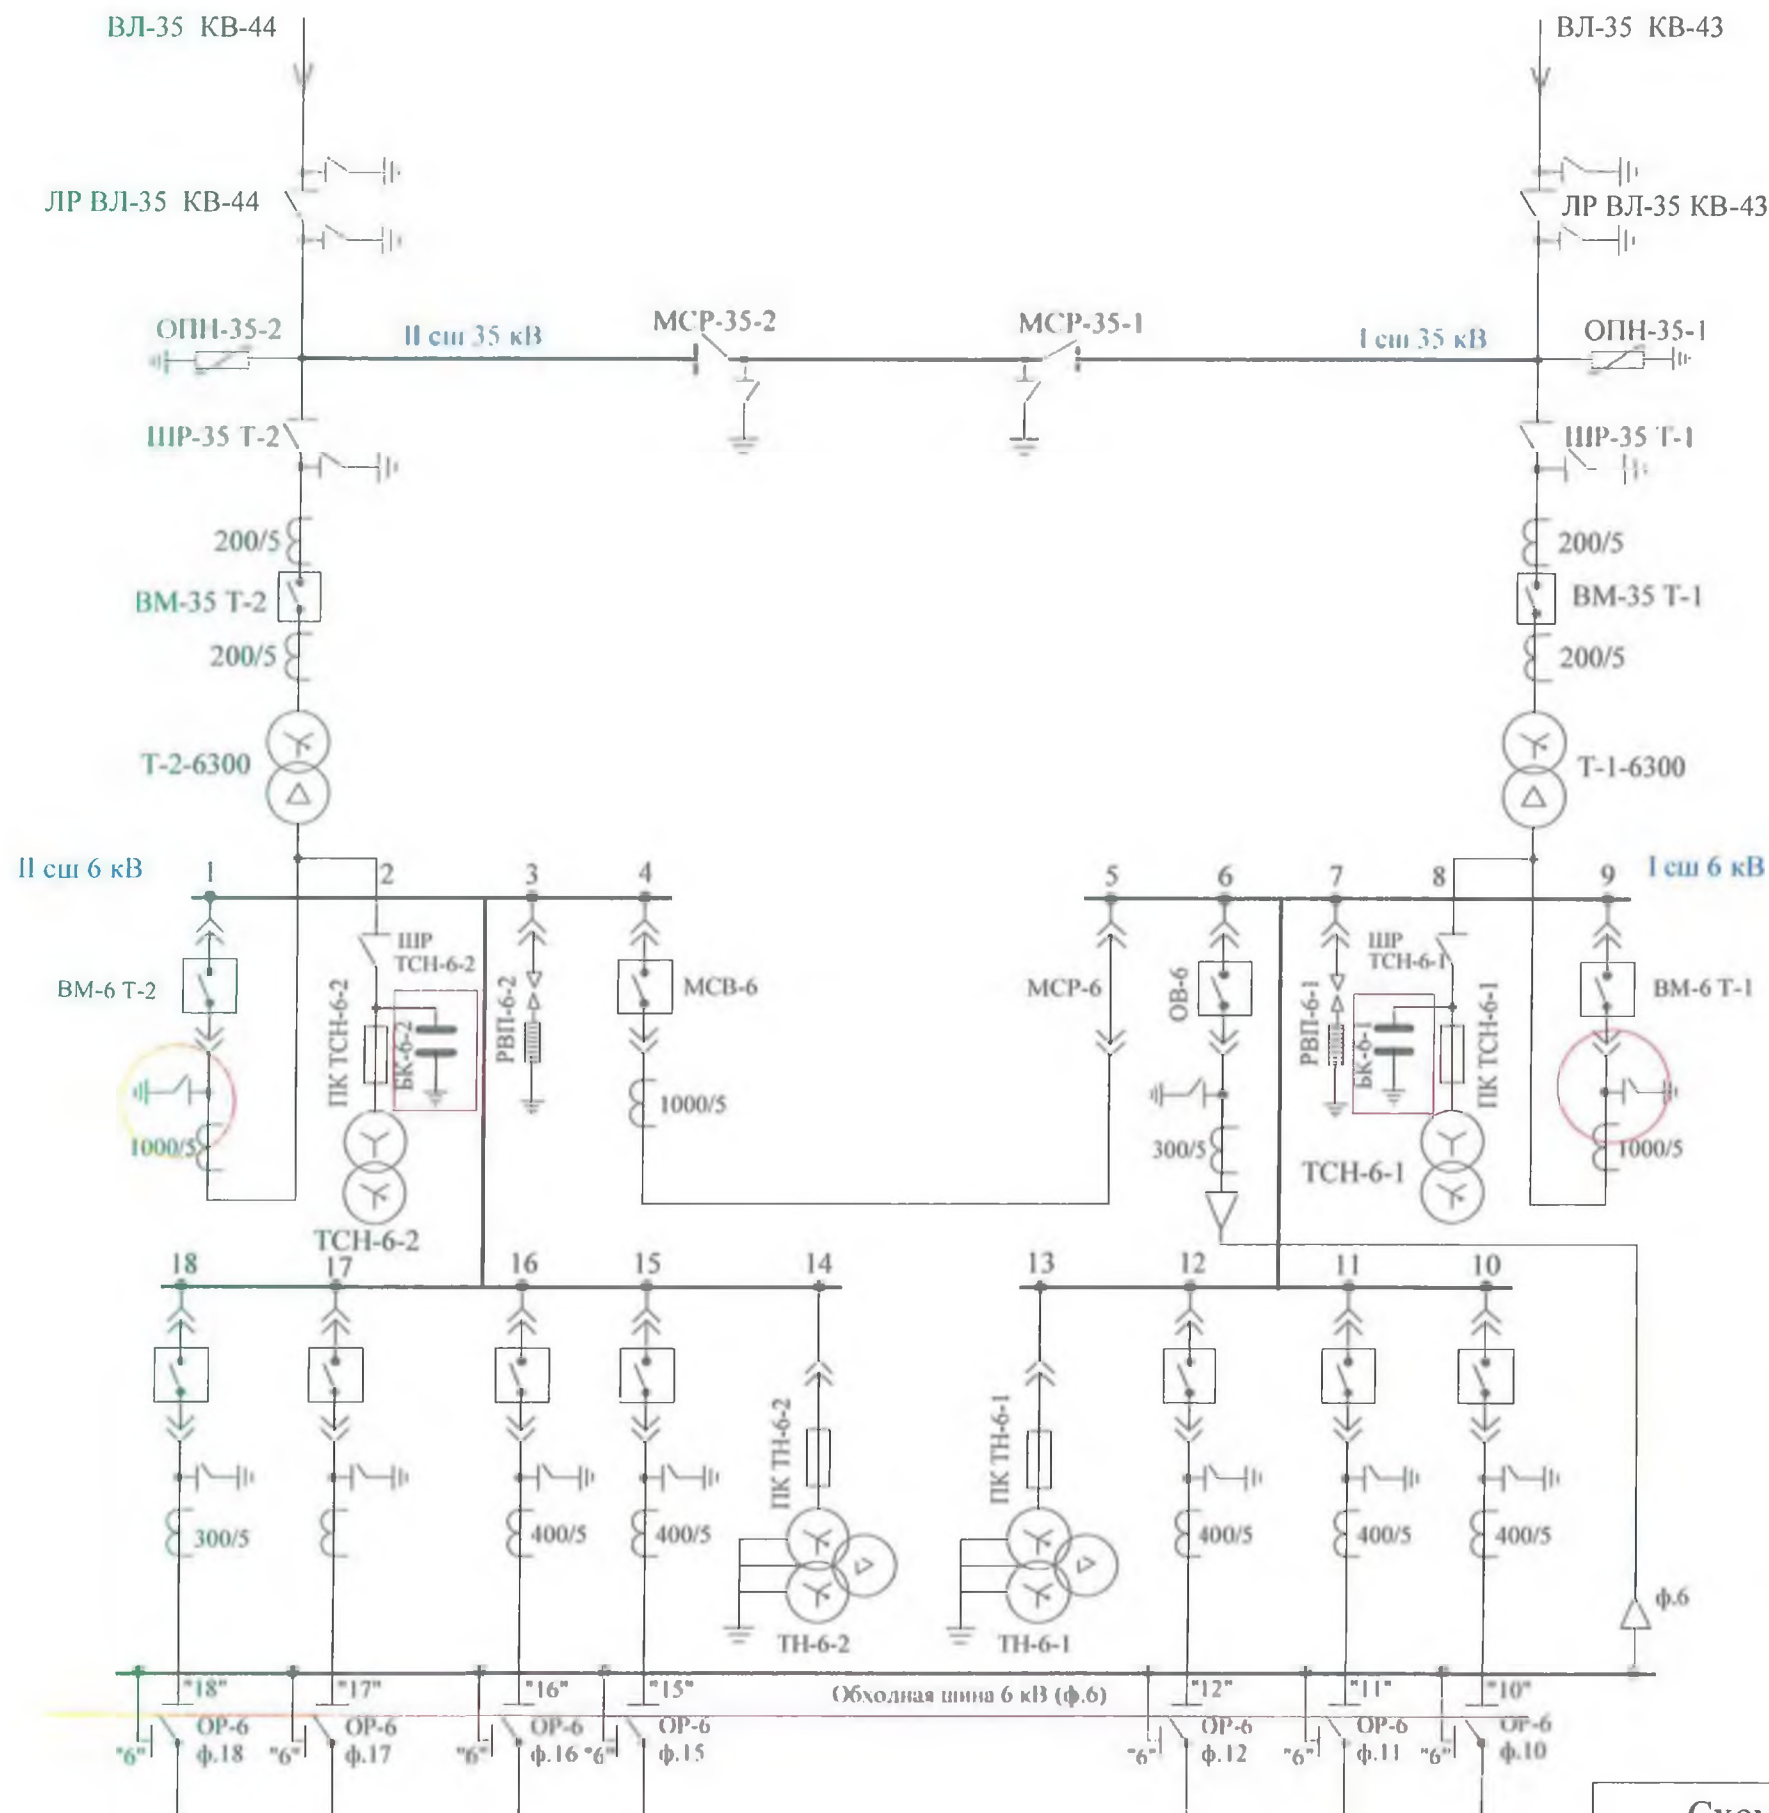 ВЛ-35 КВ-44
ВЛ-35 КВ-43
ЛР ВЛ-35 КВ-44
ЛР ВЛ-35 КВ-43
ОПН-35-2
II сш 35 кВ
МСР-35-2
МСР-35-1
I сш 35 кВ
ОПН-35-1
ШР-35 Т-2
ШР-35 Т-1
200/5
200/5
ВМ-35 Т-2
ВМ-35 Т-1
200/5
200/5
Т-2-6300
Т-1-6300
II сш 6 кВ
1
2
3
4
5
6
7
8
9
I сш 6 кВ
ШР
ТСН-6-2
ШР
ТСН-6-1
ВМ-6 Т-2
ПК ТСН-6-2
БК-6-2
РВП-6-2
МСВ-6
МСР-6
ОВ-6
РВП-6-1
БК-6-1
ПК ТСН-6-1
ВМ-6 Т-1
1000/5
1000/5
300/5
1000/5
ТСН-6-2
ТСН-6-1
18
17
16
15
14
13
12
11
10
ПК ТН-6-2
ПК ТН-6-1
300/5
400/5
400/5
400/5
400/5
400/5
ТН-6-2
ТН-6-1
ф.6
"18"
"17"
"16"
"15"
Обходная шина 6 кВ (ф.6)
"12"
"11"
"10"
"6"
ОР-6
ф.18
"6"
ОР-6
ф.17
"6"
ОР-6
ф.16
"6"
ОР-6
ф.15
"6"
ОР-6
ф.12
"6"
ОР-6
ф.11
"6"
ОР-6
ф.10